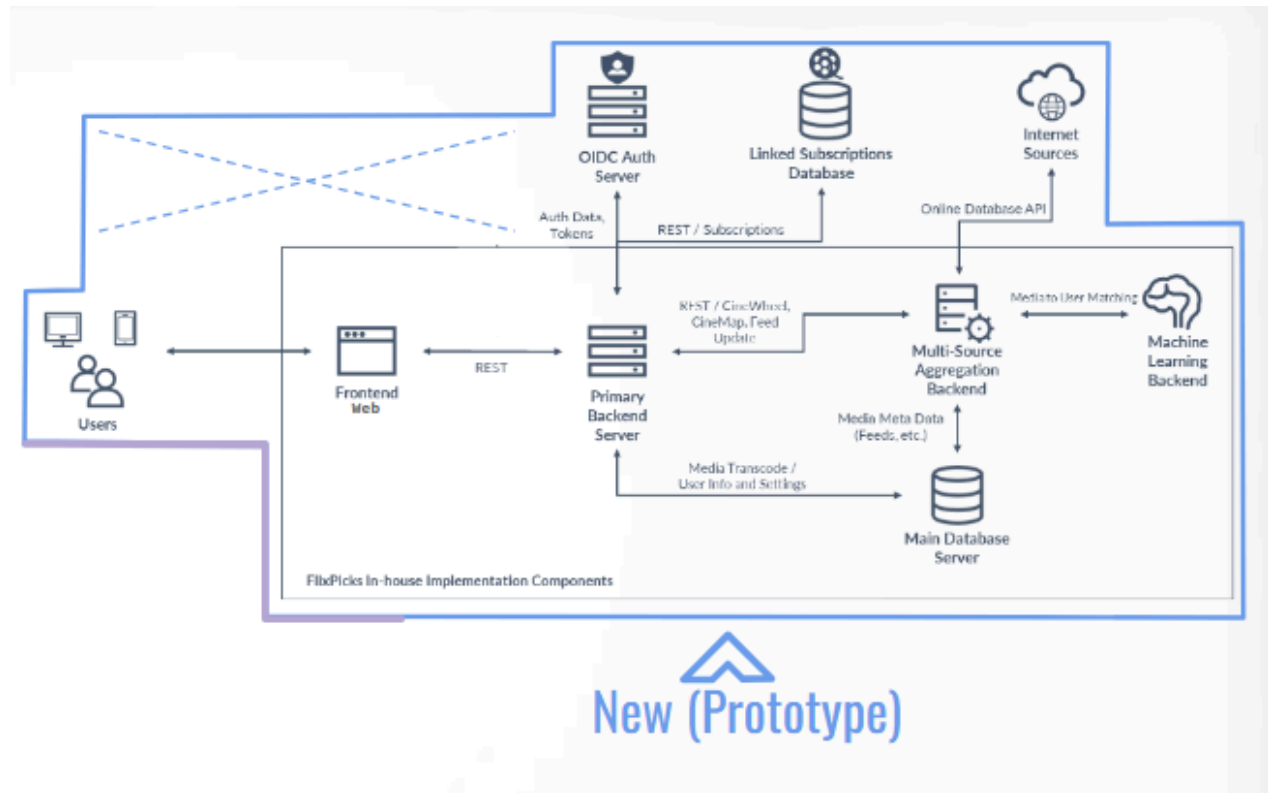 OIDC Auth
Server
Linked Subscriptions
Database
Internet
Sources
Auth Data,
Tokens
REST / Subscriptions
Online Database API
Users
Frontend
Web
REST
Primary
Backend
Server
REST / CineWheel,
CineMap, Feed
Update
Multi-Source
Aggregation
Backend
Media to User Matching
Machine
Learning
Backend
Media Meta Data
(Feeds, etc.)
Media Transcode /
User Info and Settings
Main Database
Server
FlixPicks In-house Implementation Components
New (Prototype)